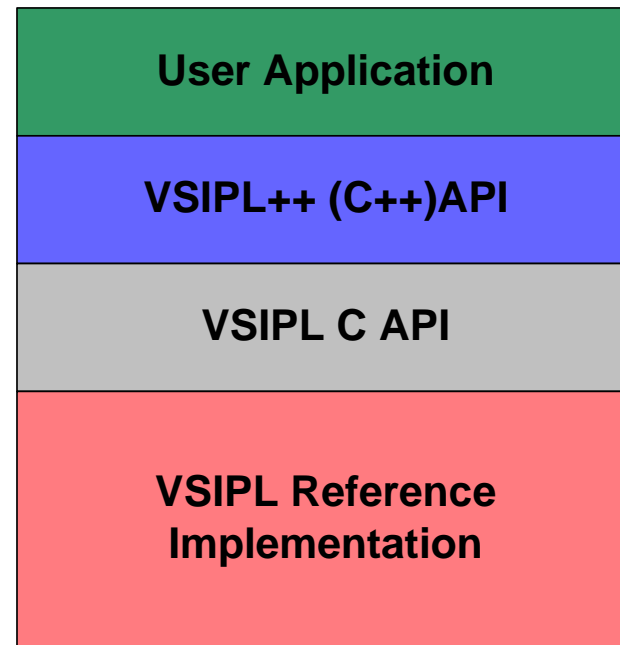 User Application
VSIPL++ (C++)API
VSIPL C API
VSIPL Reference
Implementation